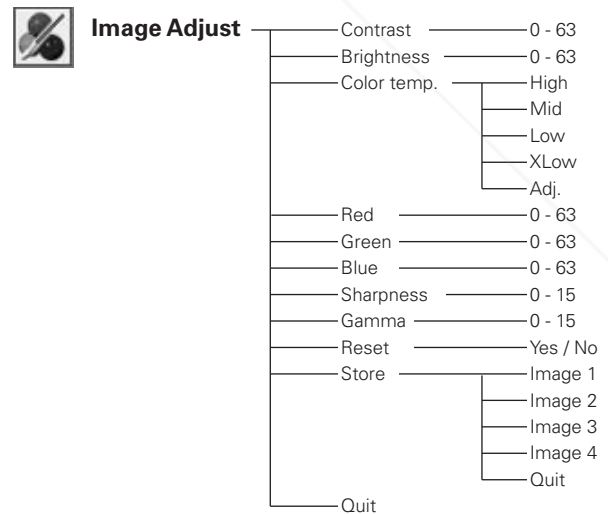 Image Adjust Contrast 0 - 63
Brightness 0 - 63
Color temp. High
Mid
Low
XLow
Adj.
Red 0 - 63
Green 0 - 63
Blue 0 - 63
Sharpness 0 - 15
Gamma 0 - 15
Reset Yes / No
Store Image 1
Image 2
Image 3
Image 4
Quit
Quit